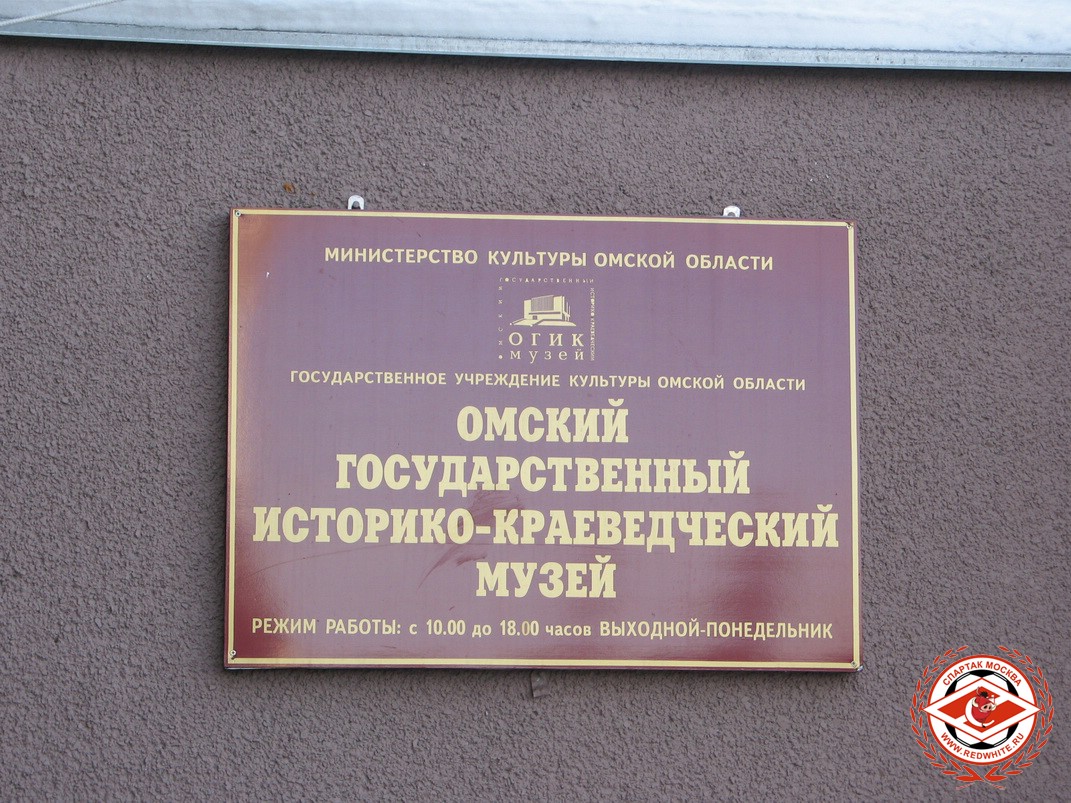 МИНИСТЕРСТВО КУЛЬТУРЫ ОМСКОЙ ОБЛАСТИ
ГОСУДАРСТВЕННЫЙ
ОГИК
музей
ГОСУДАРСТВЕННОЕ УЧРЕЖДЕНИЕ КУЛЬТУРЫ ОМСКОЙ ОБЛАСТИ
ОМСКИЙ
ГОСУДАРСТВЕННЫЙ
ИСТОРИКО-КРАЕВЕДЧЕСКИЙ
МУЗЕЙ
РЕЖИМ РАБОТЫ: с 10.00 до 18.00 часов ВЫХОДНОЙ-ПОНЕДЕЛЬНИК
СПАРТАК МОСКВА
WWW.REDWHITE.RU